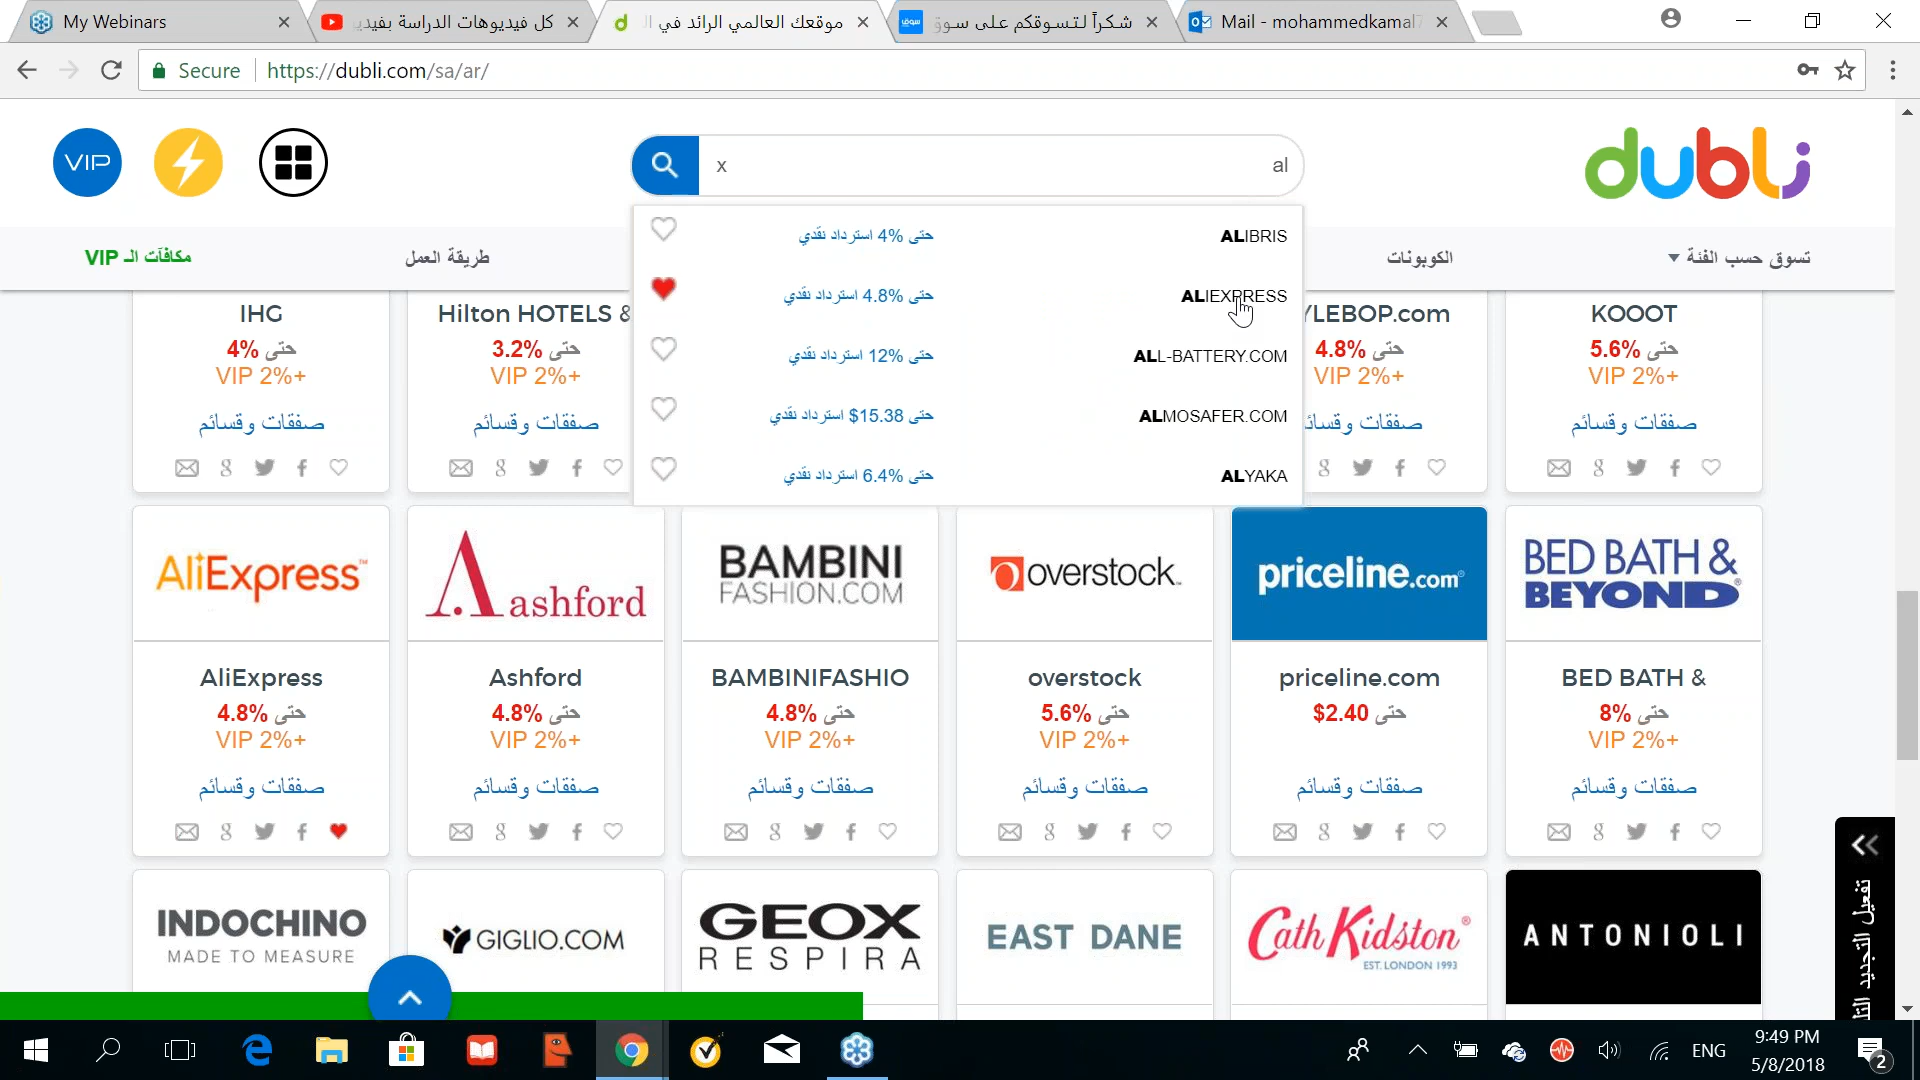 My Webinars
كل فيديوهات الدراسة بفيديو
موقعك العالمي الرائد في ال
سوق
شكراً لتسوقكم على سوق
Mail - mohammedkamal7
Secure
https://dubli.com/sa/ar/
VIP
x
al
dubli
تسوق حسب الفئة
الكوبونات
طريقة العمل
مكافآت الـ VIP
ALIBRIS
حتى 4% استرداد نقدي
ALIEXPRESS
حتى 4.8% استرداد نقدي
ALL-BATTERY.COM
حتى 12% استرداد نقدي
ALMOSAFER.COM
حتى $15.38 استرداد نقدي
ALYAKA
حتى 6.4% استرداد نقدي
IHG
حتى 4%
VIP 2%+
صفقات وقسائم
Hilton HOTELS &
حتى 3.2%
VIP 2%+
صفقات وقسائم
YLEBOP.com
حتى 4.8%
VIP 2%+
صفقات وقسائم
KOOOT
حتى 5.6%
VIP 2%+
صفقات وقسائم
AliExpress
AliExpress
حتى 4.8%
VIP 2%+
صفقات وقسائم
ashford
Ashford
حتى 4.8%
VIP 2%+
صفقات وقسائم
BAMBINI
FASHION.COM
BAMBINIFASHIO
حتى 4.8%
VIP 2%+
صفقات وقسائم
overstock
overstock
حتى 5.6%
VIP 2%+
صفقات وقسائم
priceline.com
priceline.com
حتى $2.40
صفقات وقسائم
BED BATH &
BEYOND
BED BATH &
حتى 8%
VIP 2%+
صفقات وقسائم
INDOCHINO
MADE TO MEASURE
GIGLIO.COM
GEOX
RESPIRA
EAST DANE
Cath Kidston
EST. LONDON 1993
ANTONIOLI
تفعيل التجديد
ENG
9:49 PM
5/8/2018
2